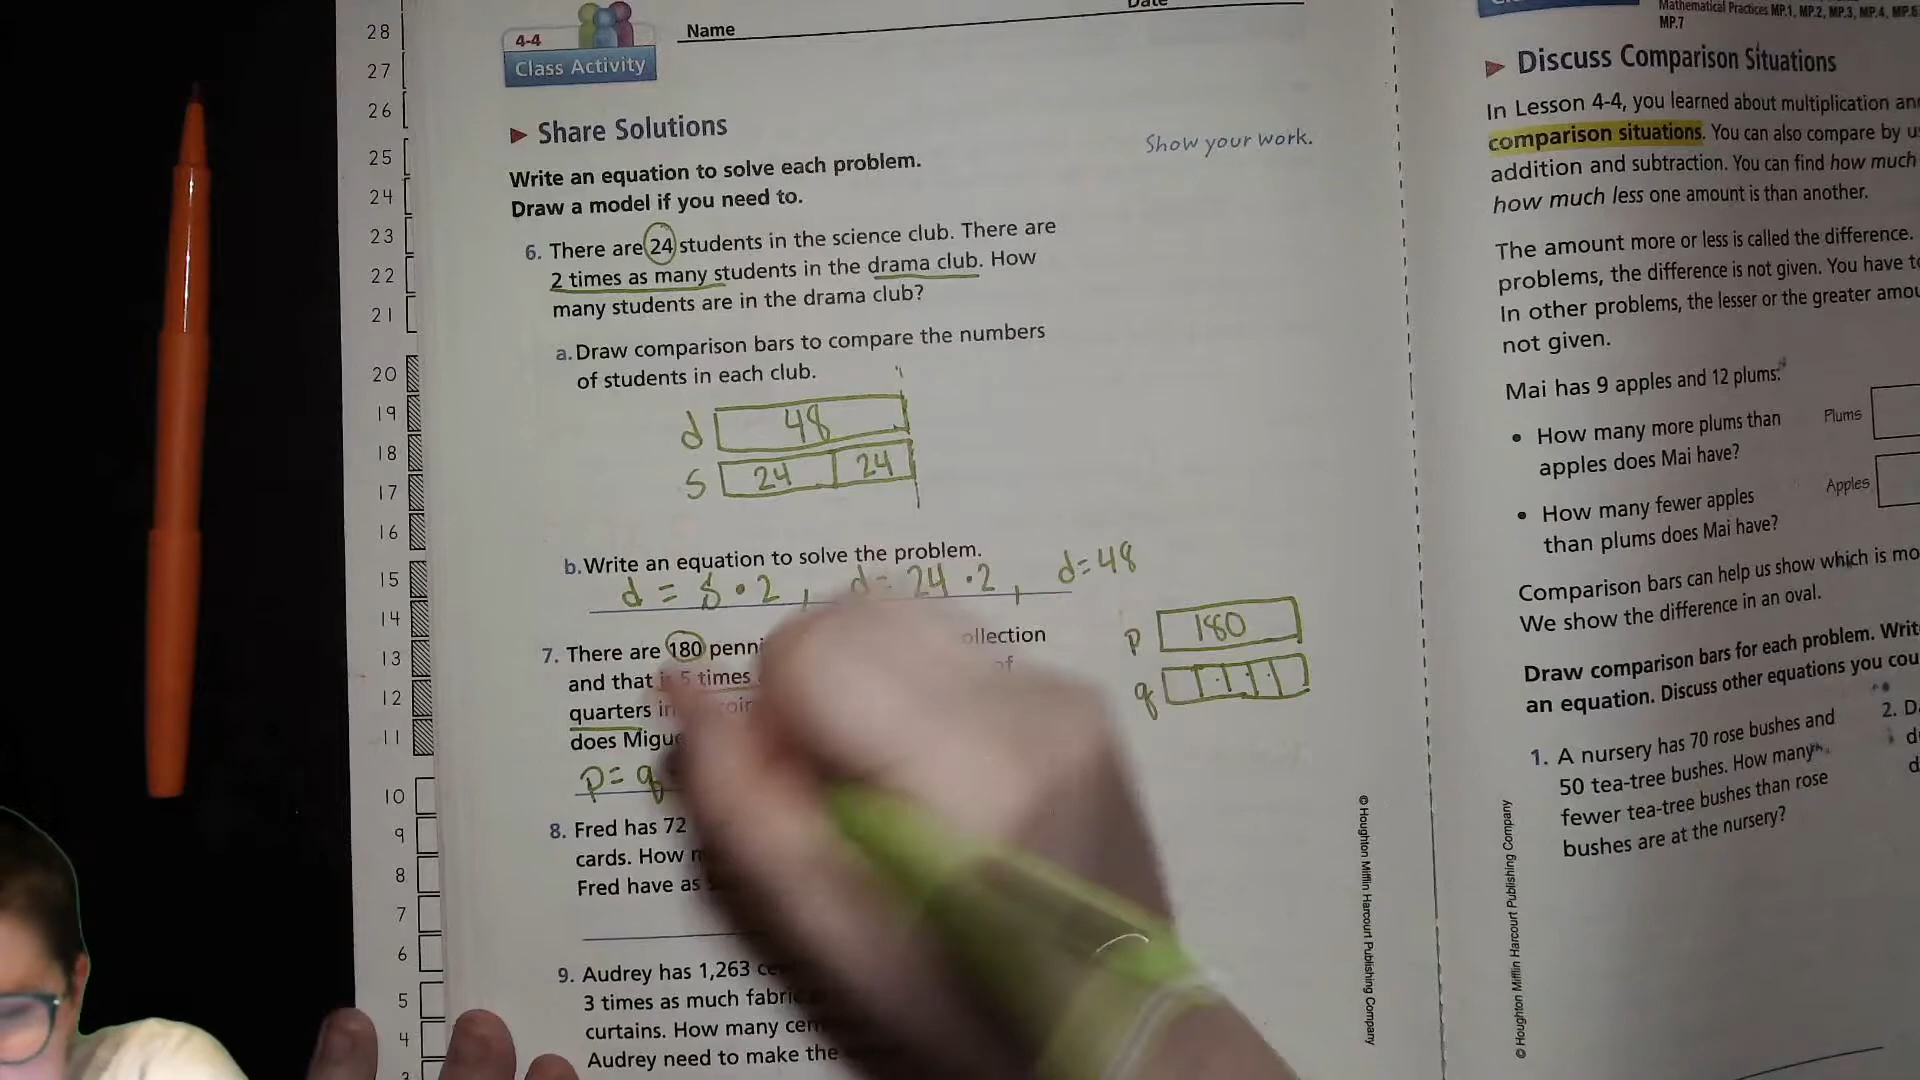 28
27
26
25
24
23
22
21
20
19
18
17
16
15
14
13
12
11
10
9
8
7
6
5
4
4-4
Class Activity
Name
Date
Share Solutions
Show your work.
Write an equation to solve each problem.
Draw a model if you need to.
6. There are 24 students in the science club. There are
2 times as many students in the drama club. How
many students are in the drama club?
a. Draw comparison bars to compare the numbers
of students in each club.
d 48
s 24 24
b. Write an equation to solve the problem.
d = s • 2, d = 24 • 2, d = 48
7. There are 180
and that 5 times
quarters
does
p = q
p 180
q
8. Fred has 72
cards. How
Fred have as
9. Audrey has 1,263
3 times as much
curtains. How many
Audrey need to make the
© Houghton Mifflin Harcourt Publishing Company
Mathematical Practices MP.1, MP.2, MP.3, MP.4, MP.6
MP.7
Discuss Comparison Situations
In Lesson 4-4, you learned about multiplication
comparison situations. You can also compare by
addition and subtraction. You can find how much
how much less one amount is than another.
The amount more or less is called the difference.
problems, the difference is not given. You have
In other problems, the lesser or the greater
not given.
Mai has 9 apples and 12 plums.
• How many more plums than
apples does Mai have?
Plums
• How many fewer apples
than plums does Mai have?
Apples
Comparison bars can help us show which is
We show the difference in an oval.
Draw comparison bars for each problem.
an equation. Discuss other equations you
1. A nursery has 70 rose bushes and
50 tea-tree bushes. How many
fewer tea-tree bushes than rose
bushes are at the nursery?
2.
© Houghton Mifflin Harcourt Publishing Company